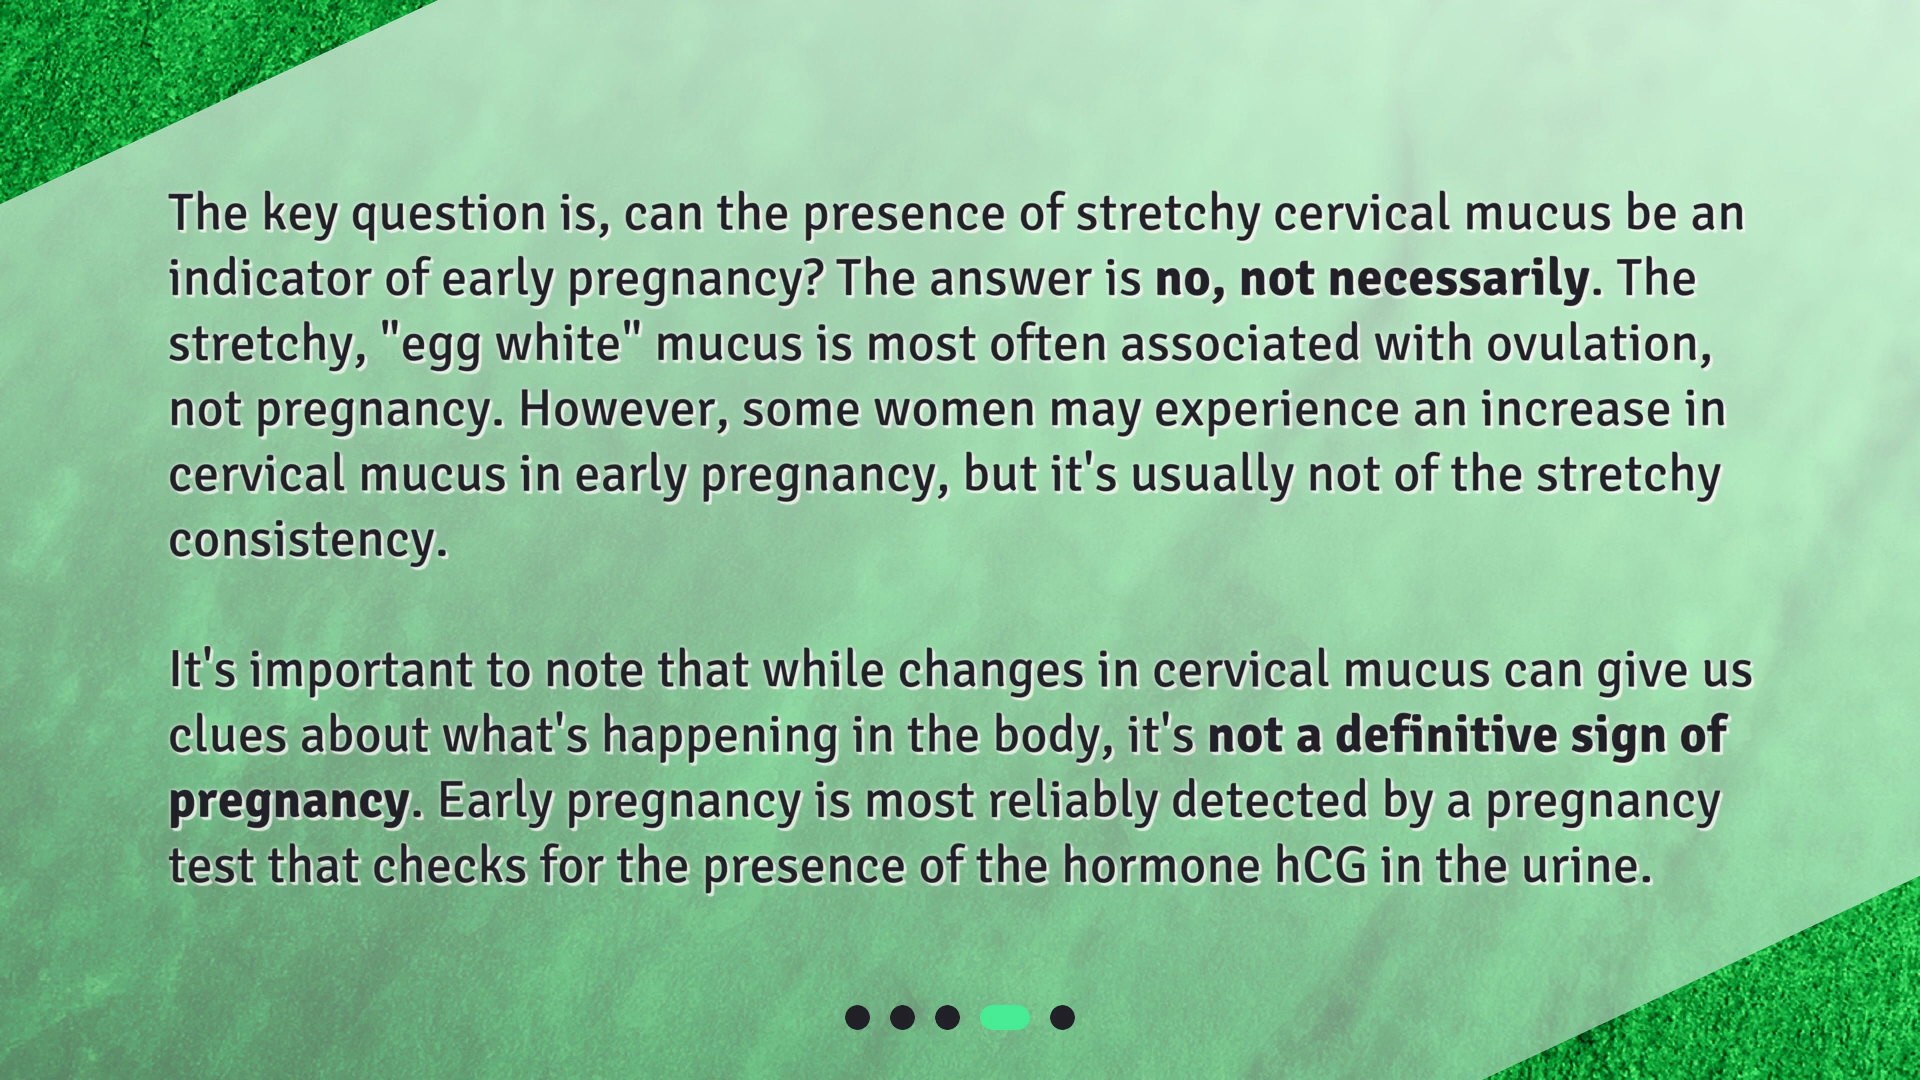 The key question is, can the presence of stretchy cervical mucus be an
indicator of early pregnancy? The answer is no, not necessarily. The
stretchy, "egg white" mucus is most often associated with ovulation,
not pregnancy. However, some women may experience an increase in
cervical mucus in early pregnancy, but it's usually not of the stretchy
consistency.
It's important to note that while changes in cervical mucus can give us
clues about what's happening in the body, it's not a definitive sign of
pregnancy. Early pregnancy is most reliably detected by a pregnancy
test that checks for the presence of the hormone hCG in the urine.